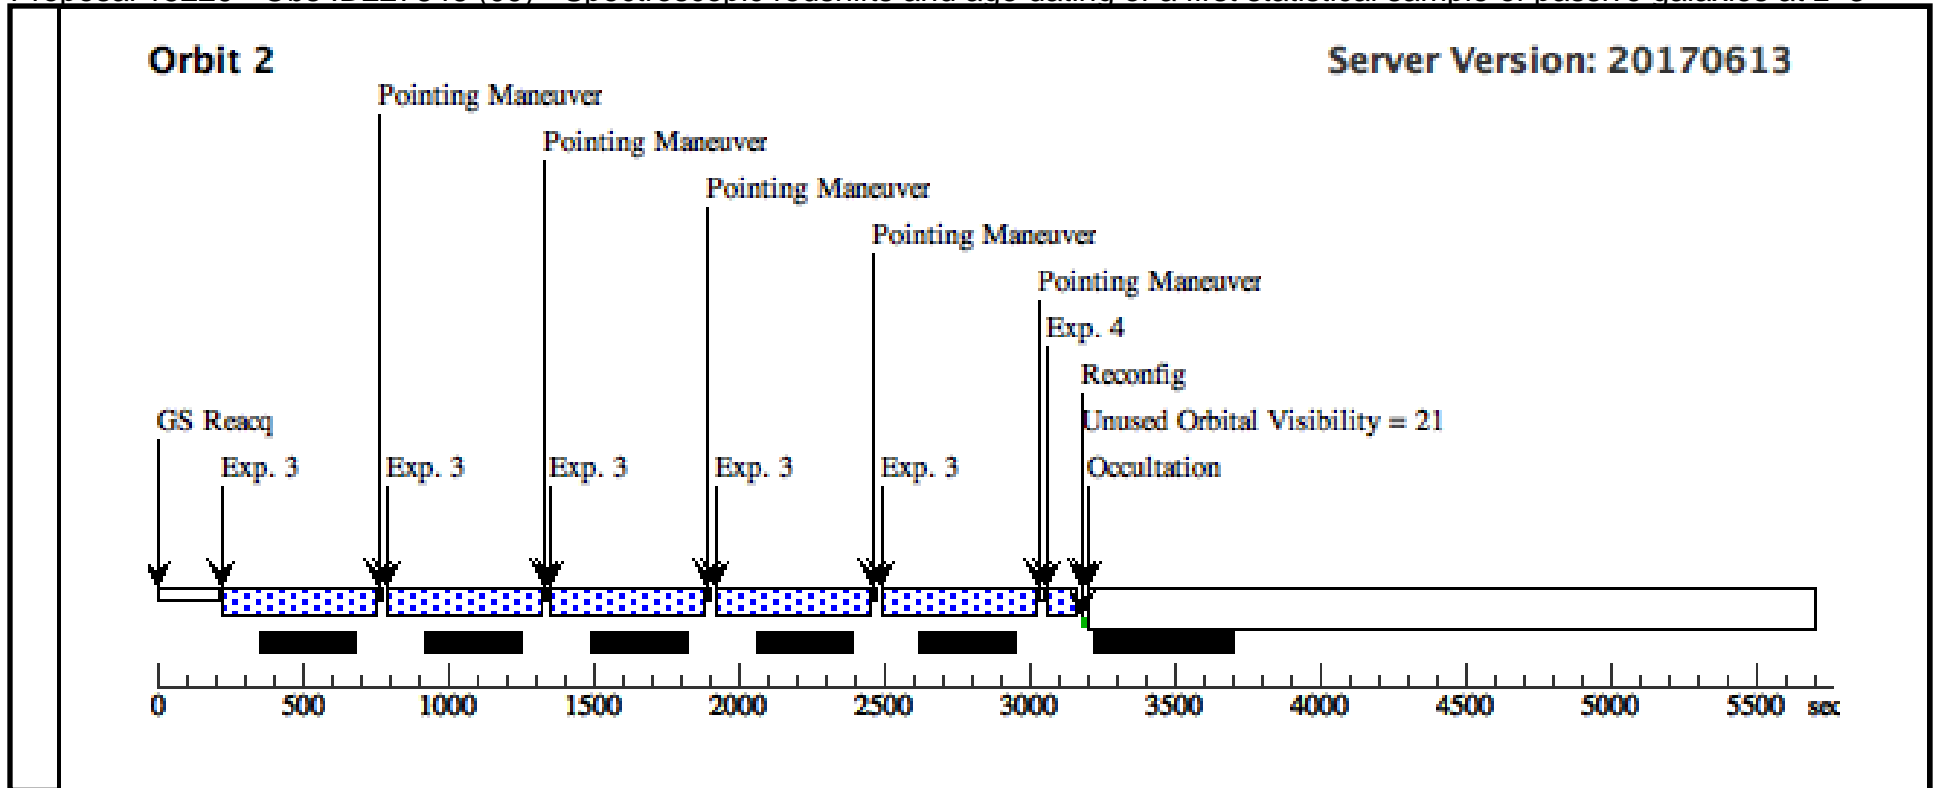 Orbit 2
Server Version: 20170613
Pointing Maneuver
Pointing Maneuver
Pointing Maneuver
Pointing Maneuver
Pointing Maneuver
Exp. 4
Reconfig
GS Reacq
Unused Orbital Visibility = 21
Exp. 3 Exp. 3 Exp. 3 Exp. 3 Exp. 3 Occultation
0 500 1000 1500 2000 2500 3000 3500 4000 4500 5000 5500 sec